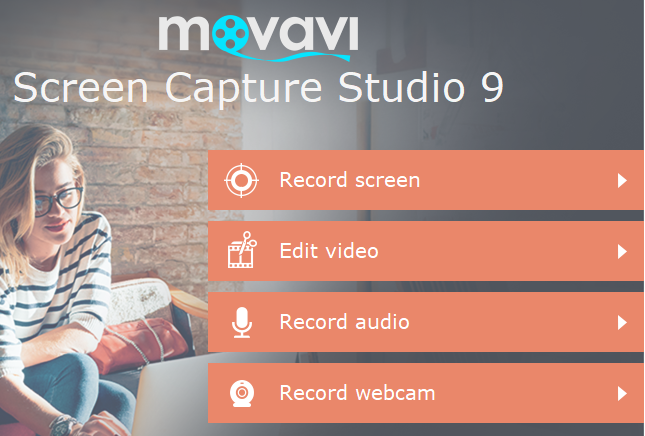 movavi
Screen Capture Studio 9
Record screen
Edit video
Record audio
Record webcam